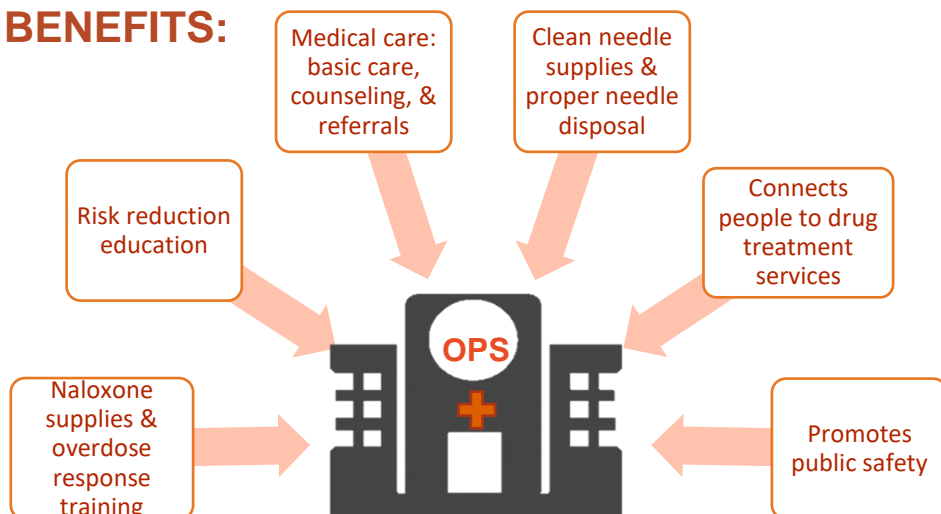 BENEFITS:
Medical care:
basic care,
counseling, &
referrals
Clean needle
supplies &
proper needle
disposal
Risk reduction
education
Connects
people to drug
treatment
services
OPS
Naloxone
supplies &
overdose
response
training
Promotes
public safety